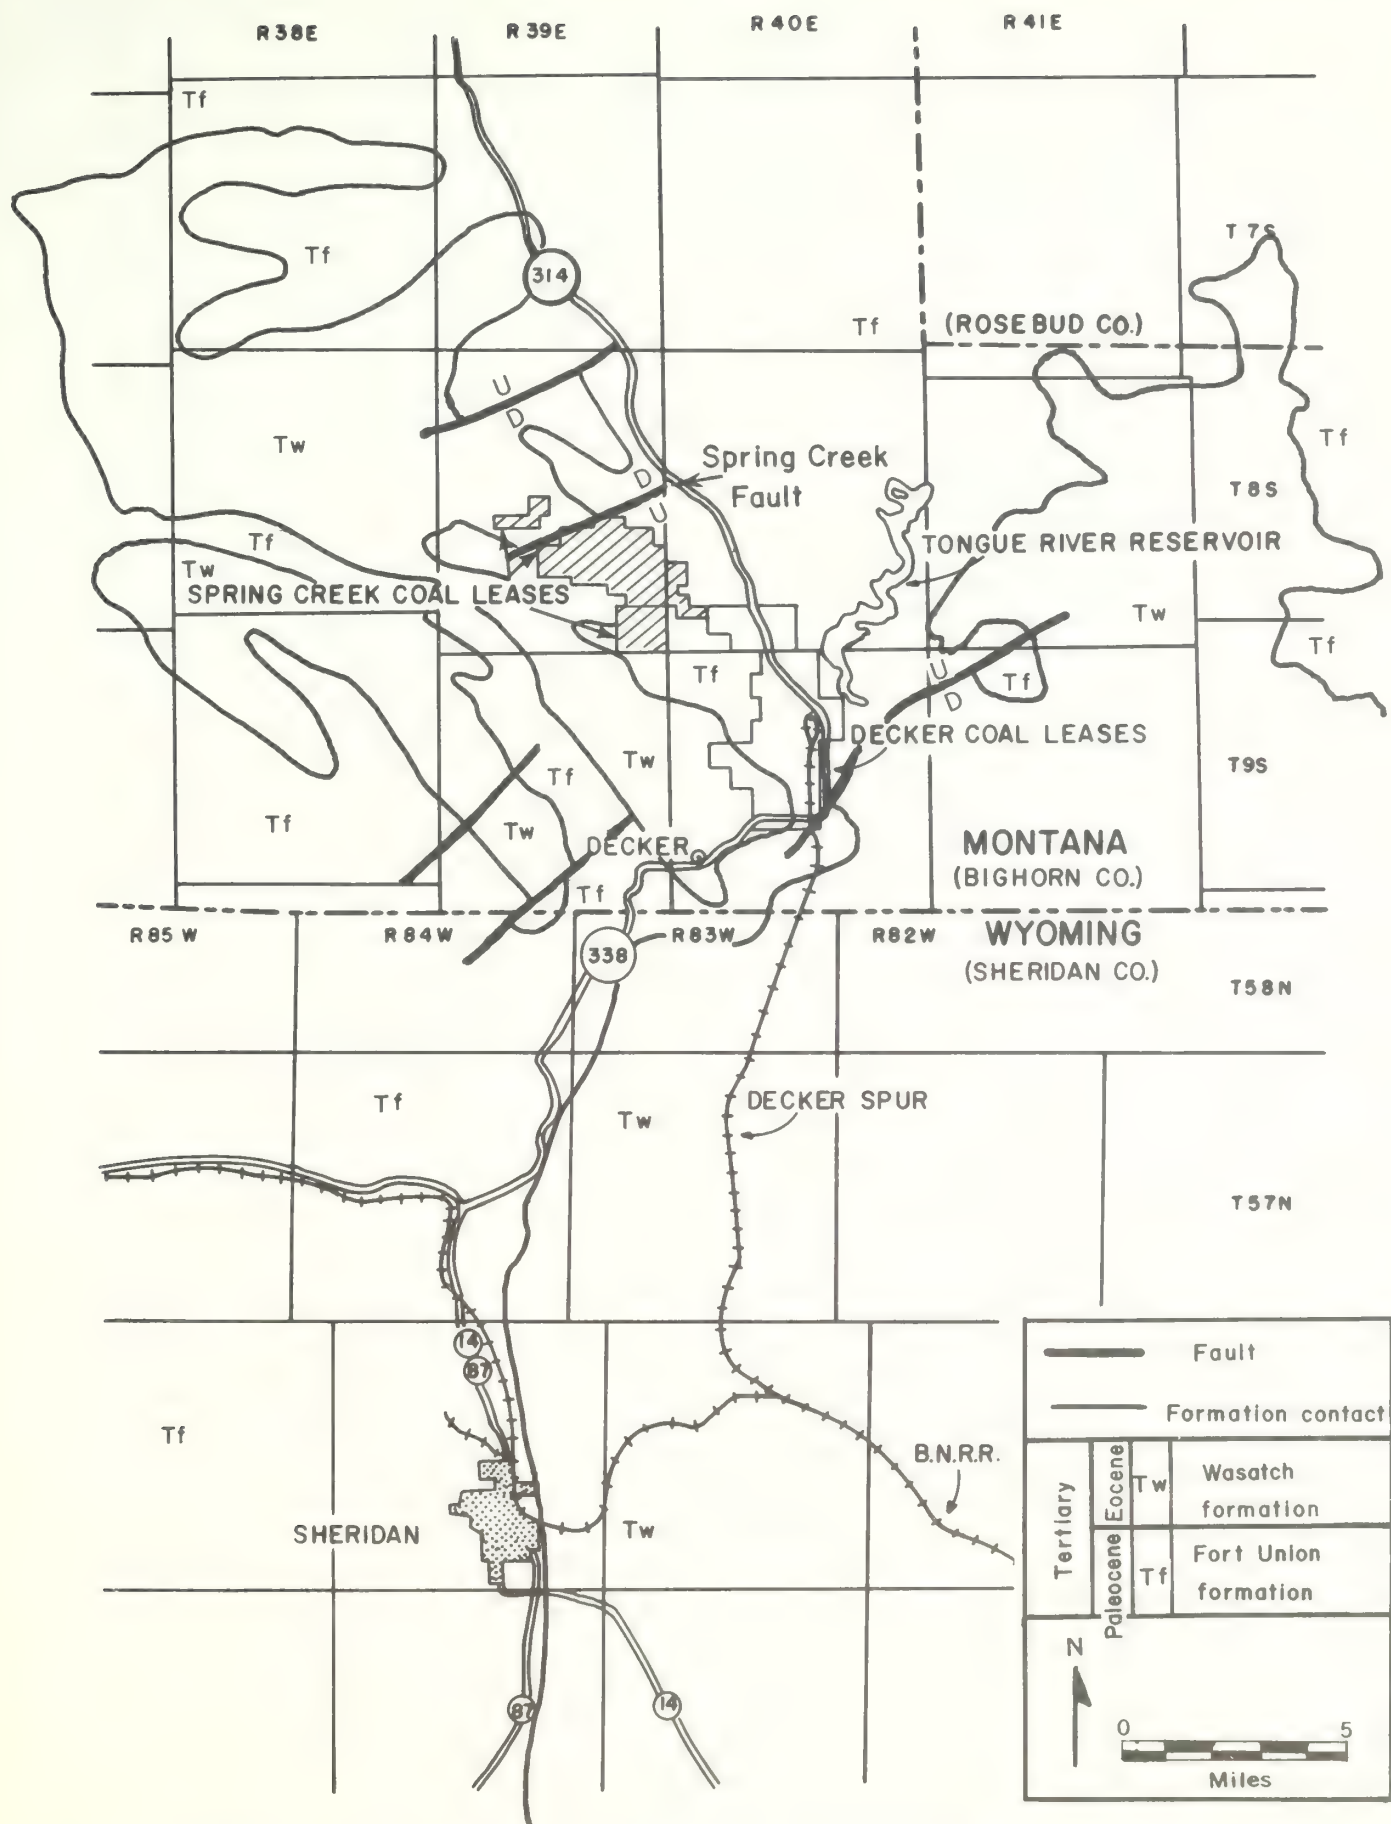 R38E R39E R40E R41E
Tf
T7S
Tf
314
Tf (ROSEBUD CO.)
U
D
Tw
Tf
Spring Creek
Fault
D
U
T8S
Tf
TONGUE RIVER RESERVOIR
Tw
SPRING CREEK COAL LEASES
Tw
Tf
Tf
U
D
Tf
DECKER COAL LEASES
Tw
Tf
T9S
Tf
Tw
DECKER
MONTANA
(BIGHORN CO.)
Tf
R85W R84W R83W R82W
WYOMING
(SHERIDAN CO.)
338
T58N
Tf
Tw
DECKER SPUR
T57N
14
87
Tf
B.N.R.R.
SHERIDAN
Tw
87
14
Fault
Formation contact
Tertiary
Eocene
Tw
Wasatch
formation
Paleocene
Tf
Fort Union
formation
N
0 5
Miles